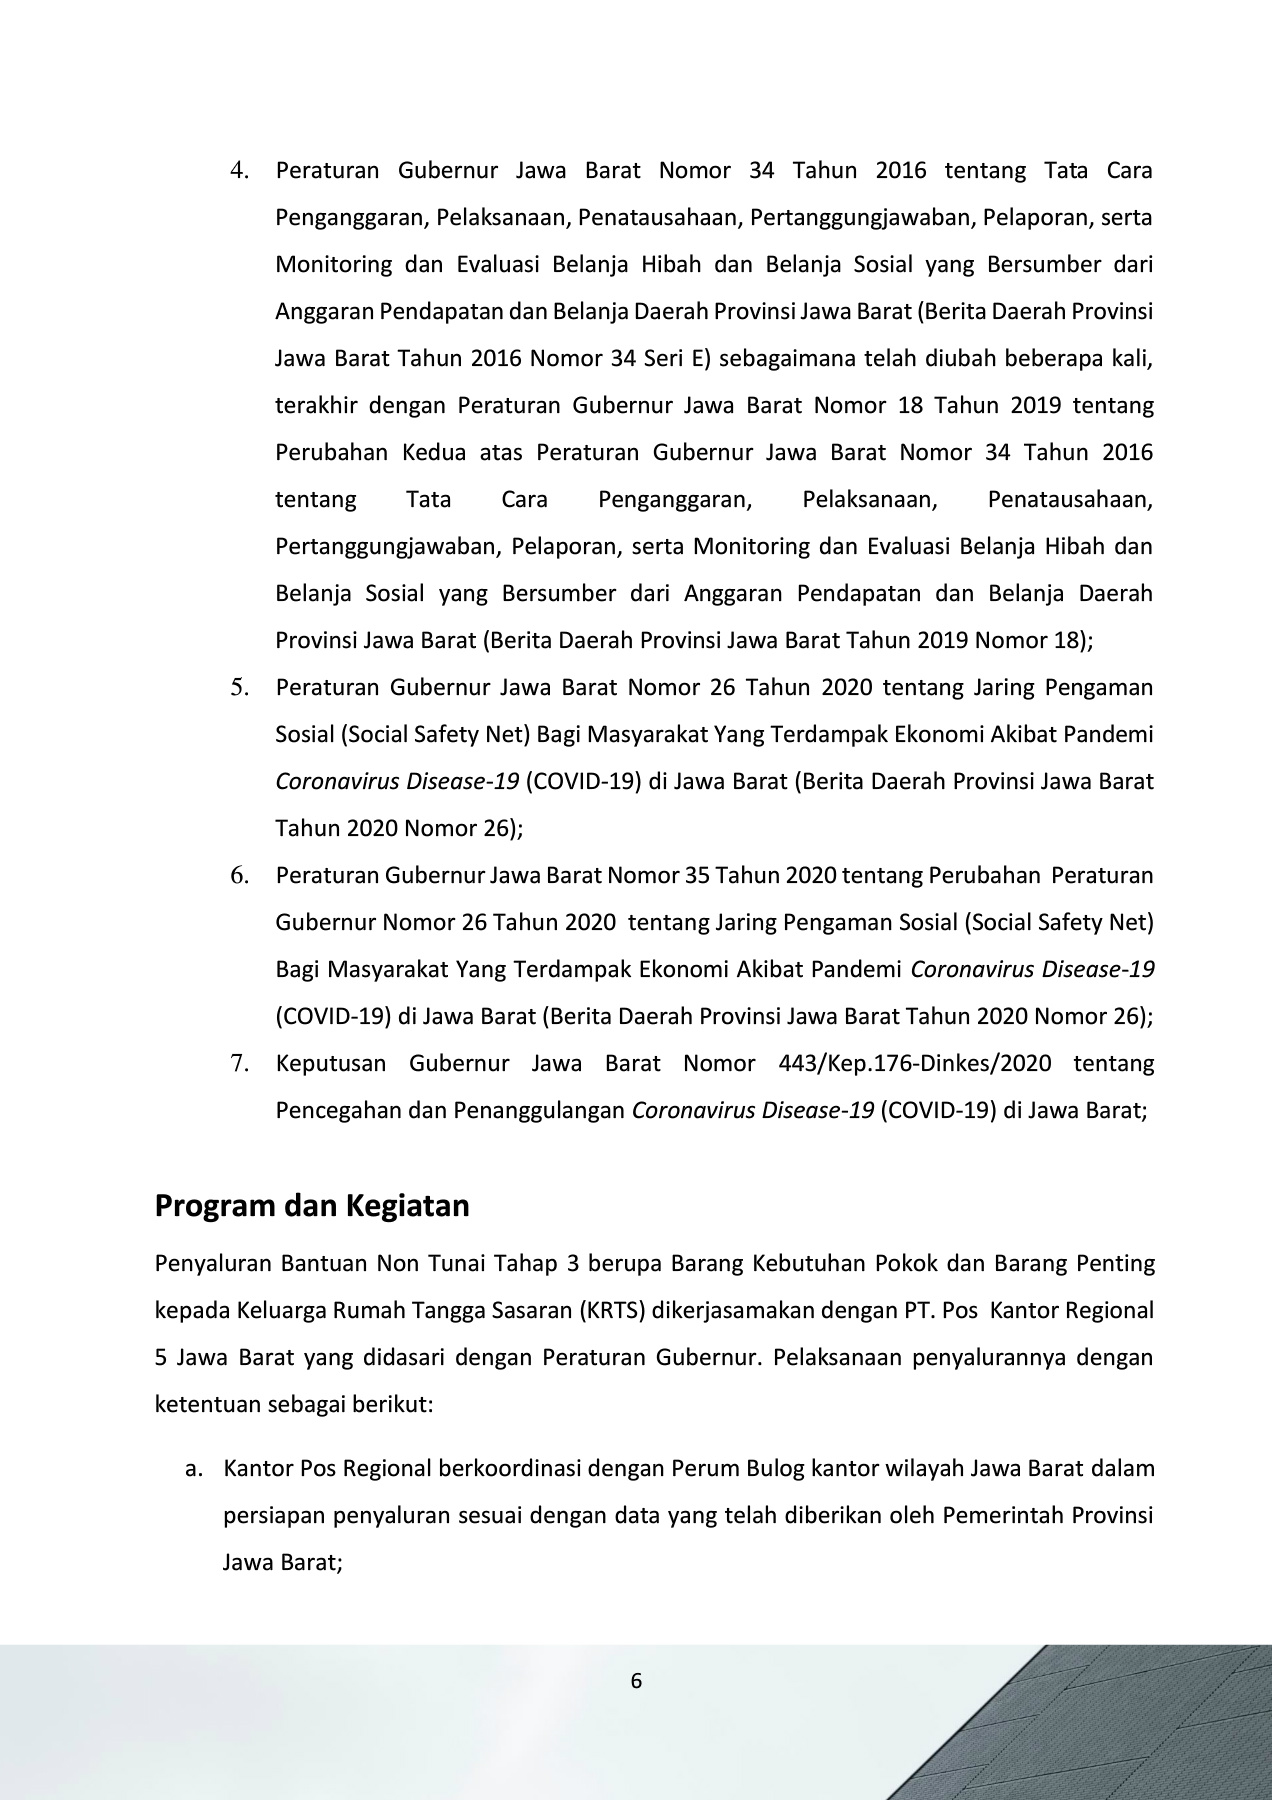 4. Peraturan Gubernur Jawa Barat Nomor 34 Tahun 2016 tentang Tata Cara
Penganggaran, Pelaksanaan, Penatausahaan, Pertanggungjawaban, Pelaporan, serta
Monitoring dan Evaluasi Belanja Hibah dan Belanja Sosial yang Bersumber dari
Anggaran Pendapatan dan Belanja Daerah Provinsi Jawa Barat (Berita Daerah Provinsi
Jawa Barat Tahun 2016 Nomor 34 Seri E) sebagaimana telah diubah beberapa kali,
terakhir dengan Peraturan Gubernur Jawa Barat Nomor 18 Tahun 2019 tentang
Perubahan Kedua atas Peraturan Gubernur Jawa Barat Nomor 34 Tahun 2016
tentang Tata Cara Penganggaran, Pelaksanaan, Penatausahaan,
Pertanggungjawaban, Pelaporan, serta Monitoring dan Evaluasi Belanja Hibah dan
Belanja Sosial yang Bersumber dari Anggaran Pendapatan dan Belanja Daerah
Provinsi Jawa Barat (Berita Daerah Provinsi Jawa Barat Tahun 2019 Nomor 18);
5. Peraturan Gubernur Jawa Barat Nomor 26 Tahun 2020 tentang Jaring Pengaman
Sosial (Social Safety Net) Bagi Masyarakat Yang Terdampak Ekonomi Akibat Pandemi
Coronavirus Disease-19 (COVID-19) di Jawa Barat (Berita Daerah Provinsi Jawa Barat
Tahun 2020 Nomor 26);
6. Peraturan Gubernur Jawa Barat Nomor 35 Tahun 2020 tentang Perubahan Peraturan
Gubernur Nomor 26 Tahun 2020 tentang Jaring Pengaman Sosial (Social Safety Net)
Bagi Masyarakat Yang Terdampak Ekonomi Akibat Pandemi Coronavirus Disease-19
(COVID-19) di Jawa Barat (Berita Daerah Provinsi Jawa Barat Tahun 2020 Nomor 26);
7. Keputusan Gubernur Jawa Barat Nomor 443/Kep.176-Dinkes/2020 tentang
Pencegahan dan Penanggulangan Coronavirus Disease-19 (COVID-19) di Jawa Barat;
Program dan Kegiatan
Penyaluran Bantuan Non Tunai Tahap 3 berupa Barang Kebutuhan Pokok dan Barang Penting
kepada Keluarga Rumah Tangga Sasaran (KRTS) dikerjasamakan dengan PT. Pos Kantor Regional
5 Jawa Barat yang didasari dengan Peraturan Gubernur. Pelaksanaan penyalurannya dengan
ketentuan sebagai berikut:
a. Kantor Pos Regional berkoordinasi dengan Perum Bulog kantor wilayah Jawa Barat dalam
persiapan penyaluran sesuai dengan data yang telah diberikan oleh Pemerintah Provinsi
Jawa Barat;
6